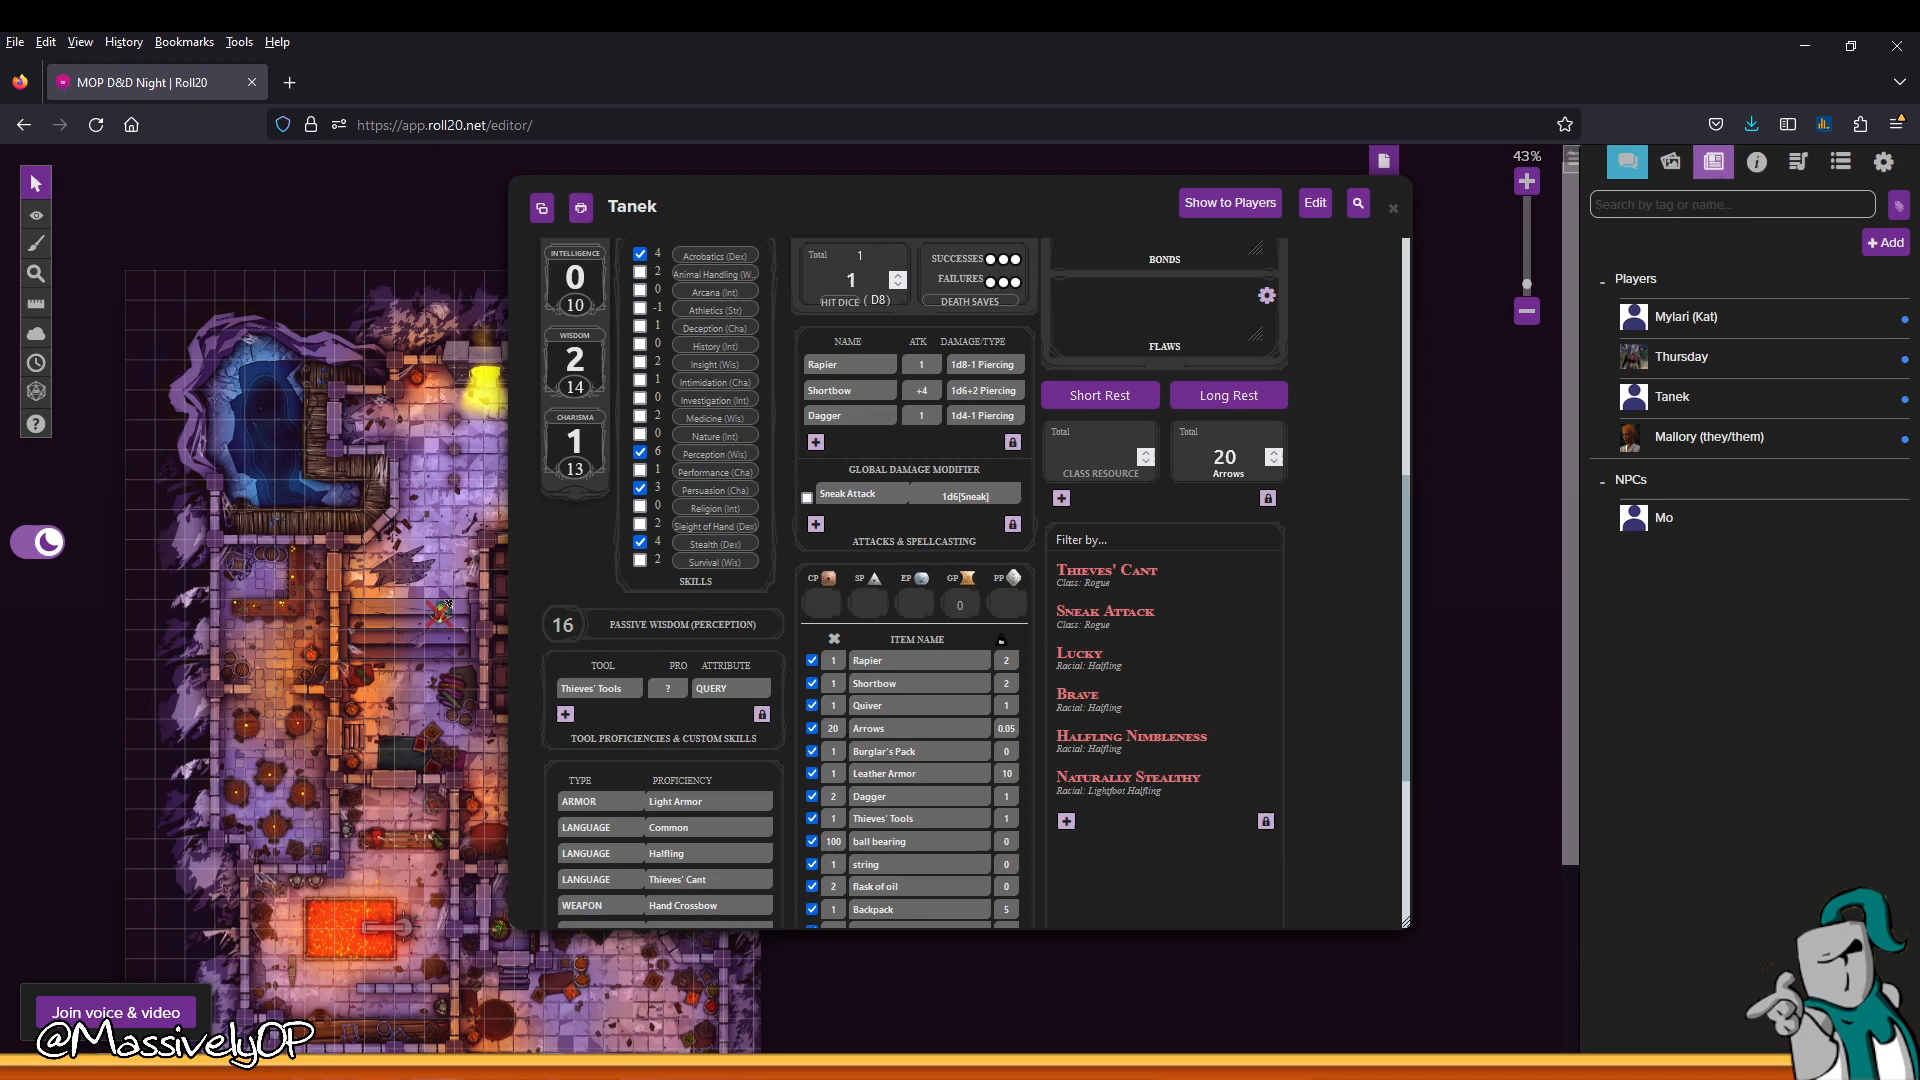 File Edit View History Bookmarks Tools Help
MOP D&D Night | Roll20
https://app.roll20.net/editor/
43%
Tanek
Show to Players
Edit
Search by tag or name...
+ Add
Players
Mylari (Kat)
Thursday
Tanek
Mallory (they/them)
NPCs
Mo
INTELLIGENCE
0
10
WISDOM
2
14
CHARISMA
1
13
4 Acrobatics (Dex)
2 Animal Handling (W...
0 Arcana (Int)
-1 Athletics (Str)
1 Deception (Cha)
0 History (Int)
2 Insight (Wis)
1 Intimidation (Cha)
0 Investigation (Int)
2 Medicine (Wis)
0 Nature (Int)
6 Perception (Wis)
1 Performance (Cha)
3 Persuasion (Cha)
0 Religion (Int)
2 Sleight of Hand (Dex)
4 Stealth (Dex)
2 Survival (Wis)
SKILLS
16 PASSIVE WISDOM (PERCEPTION)
TOOL PRO ATTRIBUTE
Thieves' Tools ? QUERY
TOOL PROFICIENCIES & CUSTOM SKILLS
TYPE PROFICIENCY
ARMOR Light Armor
LANGUAGE Common
LANGUAGE Halfling
LANGUAGE Thieves' Cant
WEAPON Hand Crossbow
Total 1
1
HIT DICE ( D8)
SUCCESSES
FAILURES
DEATH SAVES
NAME ATK DAMAGE/TYPE
Rapier 1 1d8-1 Piercing
Shortbow +4 1d6+2 Piercing
Dagger 1 1d4-1 Piercing
GLOBAL DAMAGE MODIFIER
Sneak Attack 1d6[Sneak]
ATTACKS & SPELLCASTING
CP SP EP GP PP
0
ITEM NAME
1 Rapier 2
1 Shortbow 2
1 Quiver 1
20 Arrows 0.05
1 Burglar's Pack 0
1 Leather Armor 10
2 Dagger 1
1 Thieves' Tools 1
100 ball bearing 0
1 string 0
2 flask of oil 0
1 Backpack 5
BONDS
FLAWS
Short Rest
Long Rest
Total
CLASS RESOURCE
Total
20
Arrows
Filter by...
THIEVES' CANT
Class: Rogue
SNEAK ATTACK
Class: Rogue
LUCKY
Racial: Halfling
BRAVE
Racial: Halfling
HALFLING NIMBLENESS
Racial: Halfling
NATURALLY STEALTHY
Racial: Lightfoot Halfling
Join voice & video
@MassivelyOP